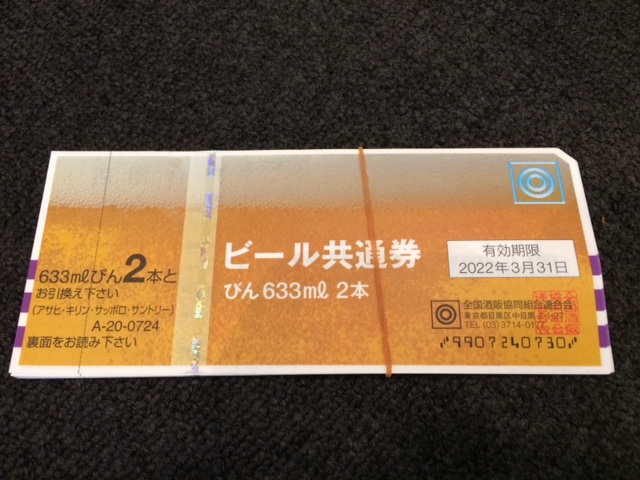 633mlびん2本と
お引換え下さい
(アサヒ・キリン・サッポロ・サントリー)
A-20-0724
裏面をお読み下さい
ビール共通券
びん633ml 2本
有効期限
2022年3月31日
全国酒販協同組合連合会
東京都目黒区中目黒2-1-27
TEL(03)3714-0177
9907240730